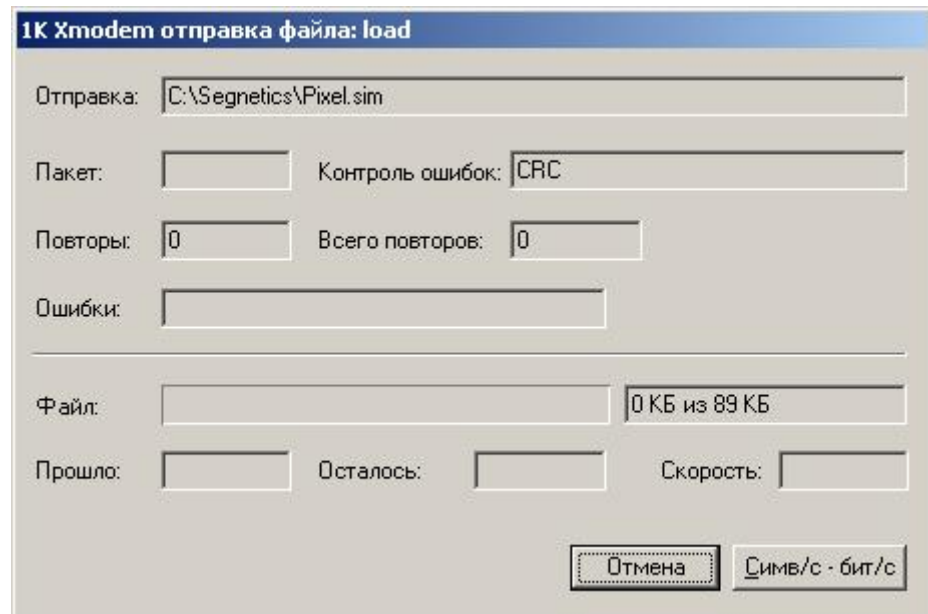 1K Xmodem отправка файла: load
Отправка: C:\Segnetics\Pixel.sim
Пакет: Контроль ошибок: CRC
Повторы: 0 Всего повторов: 0
Ошибки:
Файл: 0 КБ из 89 КБ
Прошло: Осталось: Скорость:
Отмена Симв/с - бит/с